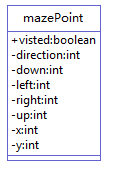 mazePoint
+visted:boolean
-direction:int
-down:int
-left:int
-right:int
-up:int
-x:int
-y:int